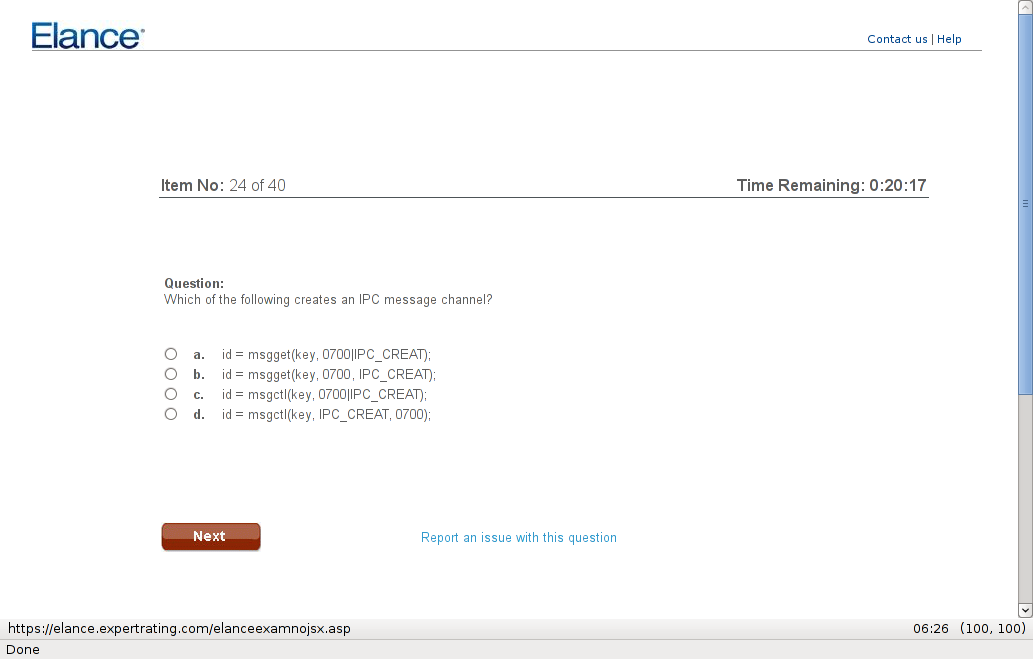 Elance
Contact us | Help
Item No: 24 of 40
Time Remaining: 0:20:17
Question:
Which of the following creates an IPC message channel?
a. id = msgget(key, 0700|IPC_CREAT);
b. id = msgget(key, 0700, IPC_CREAT);
c. id = msgctl(key, 0700|IPC_CREAT);
d. id = msgctl(key, IPC_CREAT, 0700);
Next
Report an issue with this question
https://elance.expertrating.com/elanceexamnojsx.asp
06:26 (100, 100)
Done